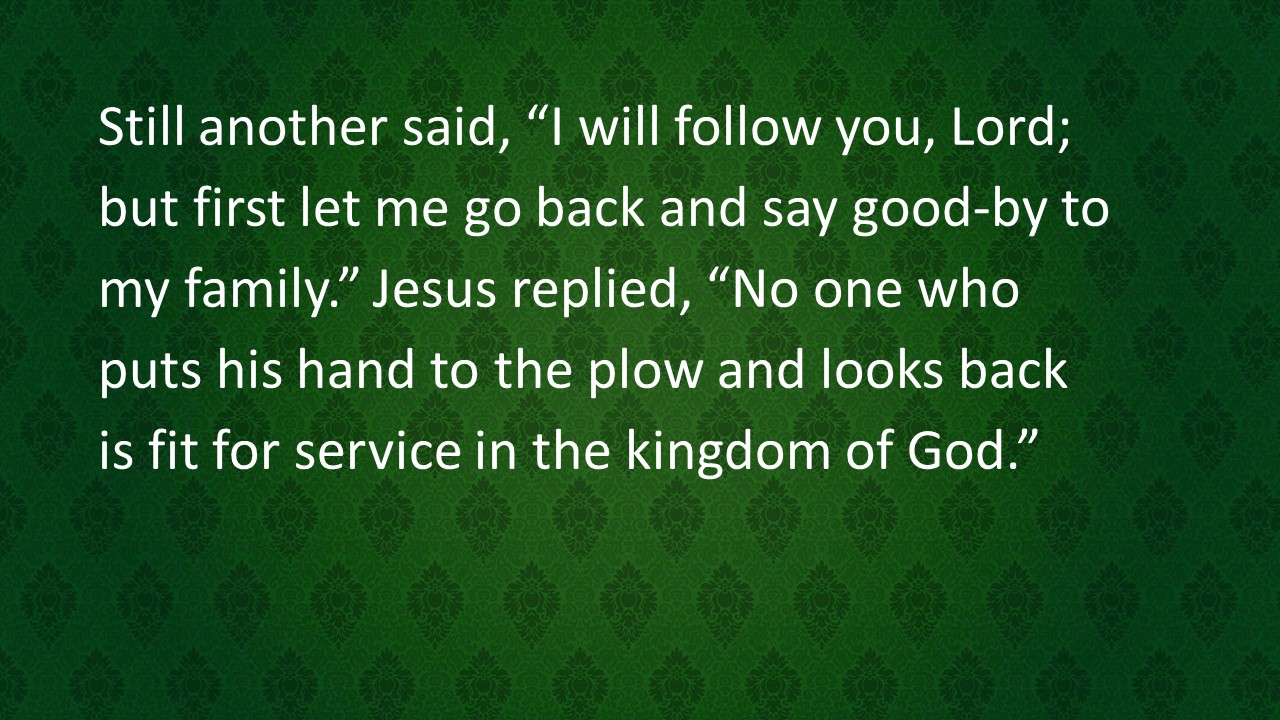 Still another said, “I will follow you, Lord;
but first let me go back and say good-by to
my family.” Jesus replied, “No one who
puts his hand to the plow and looks back
is fit for service in the kingdom of God.”